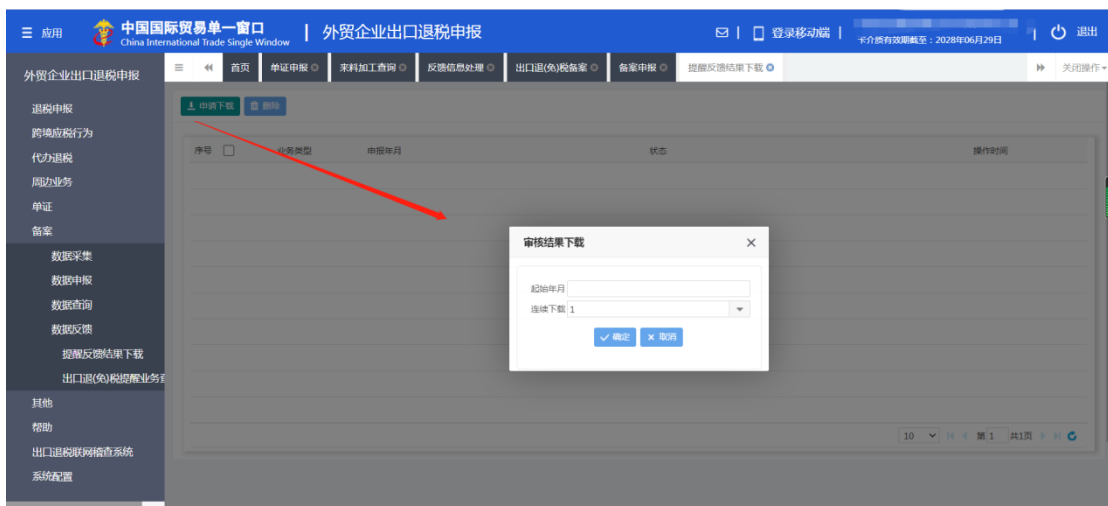 应用
中国国际贸易单一窗口
China International Trade Single Window
外贸企业出口退税申报
登录移动端
卡介质有效期截至：2028年06月29日
退出
外贸企业出口退税申报
首页 单证申报 来料加工查询 反馈信息处理 出口退(免)税备案 备案申报 提醒反馈结果下载 关闭操作
退税申报
跨境应税行为
代办退税
周边业务
单证
备案
数据采集
数据申报
数据查询
数据反馈
提醒反馈结果下载
出口退(免)税提醒业务
其他
帮助
出口退税联网稽查系统
系统配置
申请下载 删除
序号 业务类型 申报年月 状态 操作时间
审核结果下载
起始年月
连续下载 1
确定 取消
10 第 1 共1页